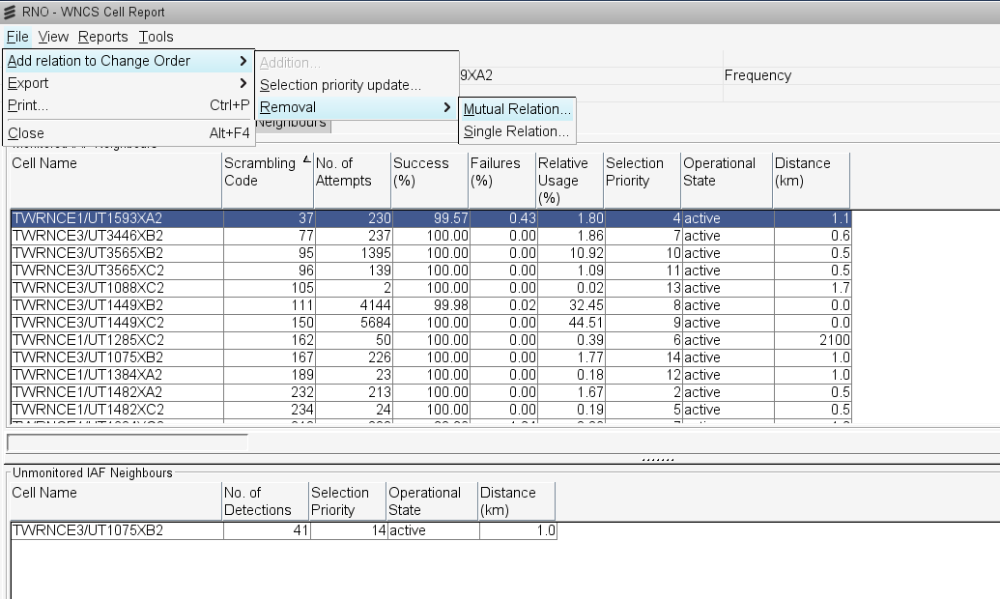 RNO - WNCS Cell Report
File View Reports Tools
Add relation to Change Order
Export
Print... Ctrl+P
Close Alt+F4
Addition...
Selection priority update...
Removal
Mutual Relation...
Single Relation...
9XA2
Frequency
Neighbours
Cell Name Scrambling Code No. of Attempts Success (%) Failures (%) Relative Usage (%) Selection Priority Operational State Distance (km)
TWRNCE1/UT1593XA2 37 230 99.57 0.43 1.80 4 active 1.1
TWRNCE3/UT3446XB2 77 237 100.00 0.00 1.86 7 active 0.6
TWRNCE3/UT3565XB2 95 1395 100.00 0.00 10.92 10 active 0.5
TWRNCE3/UT3565XC2 96 139 100.00 0.00 1.09 11 active 0.5
TWRNCE3/UT1088XC2 105 2 100.00 0.00 0.02 13 active 1.7
TWRNCE3/UT1449XB2 111 4144 99.98 0.02 32.45 8 active 0.0
TWRNCE3/UT1449XC2 150 5684 100.00 0.00 44.51 9 active 0.0
TWRNCE1/UT1285XC2 162 50 100.00 0.00 0.39 6 active 2100
TWRNCE3/UT1075XB2 167 226 100.00 0.00 1.77 14 active 1.0
TWRNCE1/UT1384XA2 189 23 100.00 0.00 0.18 12 active 1.0
TWRNCE1/UT1482XA2 232 213 100.00 0.00 1.67 2 active 0.5
TWRNCE1/UT1482XC2 234 24 100.00 0.00 0.19 5 active 0.5
Unmonitored IAF Neighbours
Cell Name No. of Detections Selection Priority Operational State Distance (km)
TWRNCE3/UT1075XB2 41 14 active 1.0